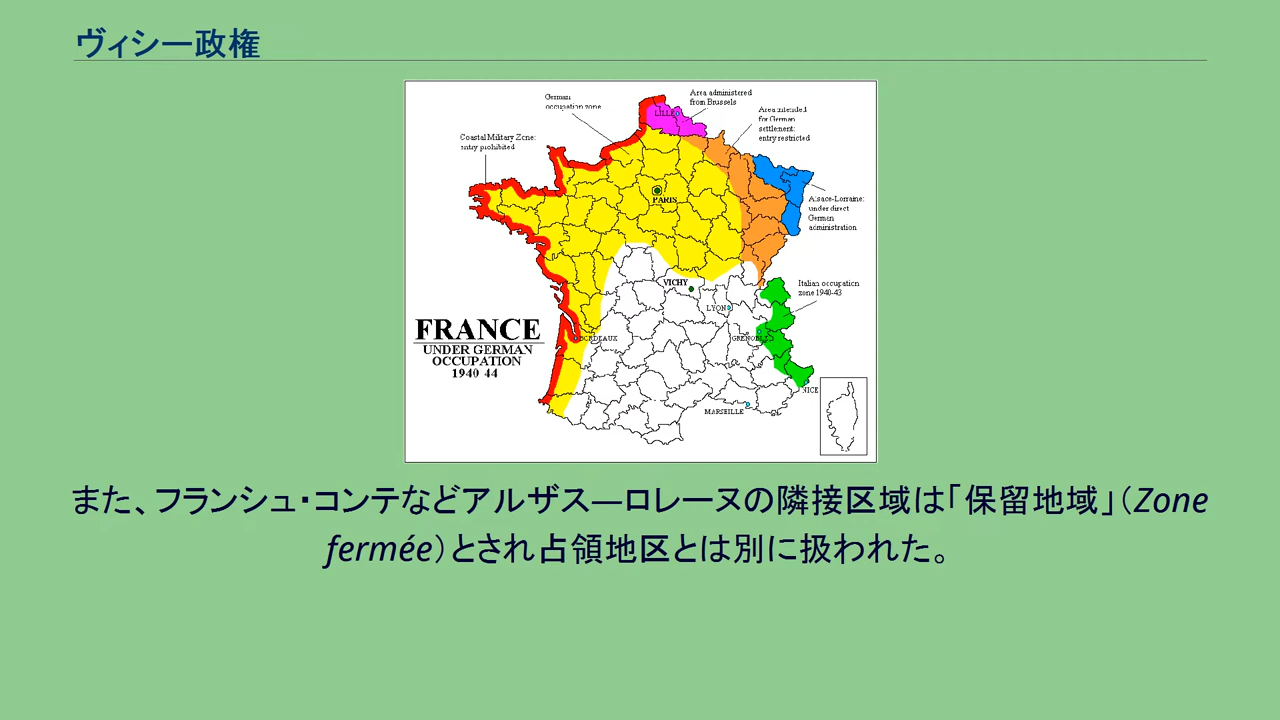 ヴィシー政権
German
occupation zone
Area administered
from Brussels
Area intended
for German
settlement:
entry restricted
Coastal Military Zone:
entry prohibited
LILLE
PARIS
Alsace-Lorraine:
under direct
German
administration
VICHY
Italian occupation
zone 1940-43
LYON
FRANCE
UNDER GERMAN
OCCUPATION
1940 44
BORDEAUX
GRENOBLE
NICE
MARSEILLE
また、フランシュ・コンテなどアルザス―ロレーヌの隣接区域は「保留地域」（Zone
fermée）とされ占領地区とは別に扱われた。